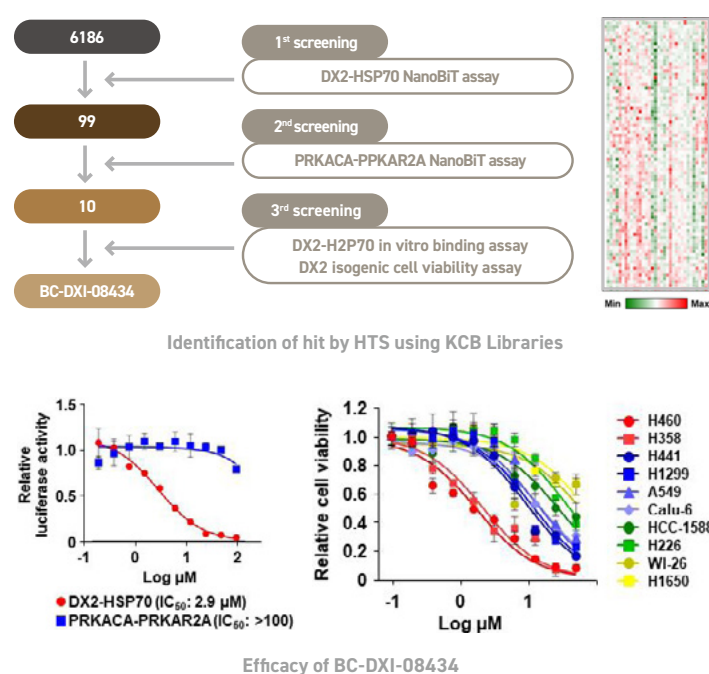 6186
1st screening
DX2-HSP70 NanoBiT assay
99
2nd screening
PRKACA-PPKAR2A NanoBiT assay
10
3rd screening
DX2-H2P70 in vitro binding assay
DX2 isogenic cell viability assay
BC-DXI-08434
Min
Max
Identification of hit by HTS using KCB Libraries
Relative
luciferase activity
1.5
1.0
0.5
0
-1
0
1
2
Log µM
DX2-HSP70 (IC50: 2.9 µM)
PRKACA-PRKAR2A (IC50: >100)
Relative cell viability
1.2
1.0
0.8
0.6
0.4
0.2
0
-1
0
1
Log µM
H460
H358
H441
H1299
A549
Calu-6
HCC-1588
H226
WI-26
H1650
Efficacy of BC-DXI-08434